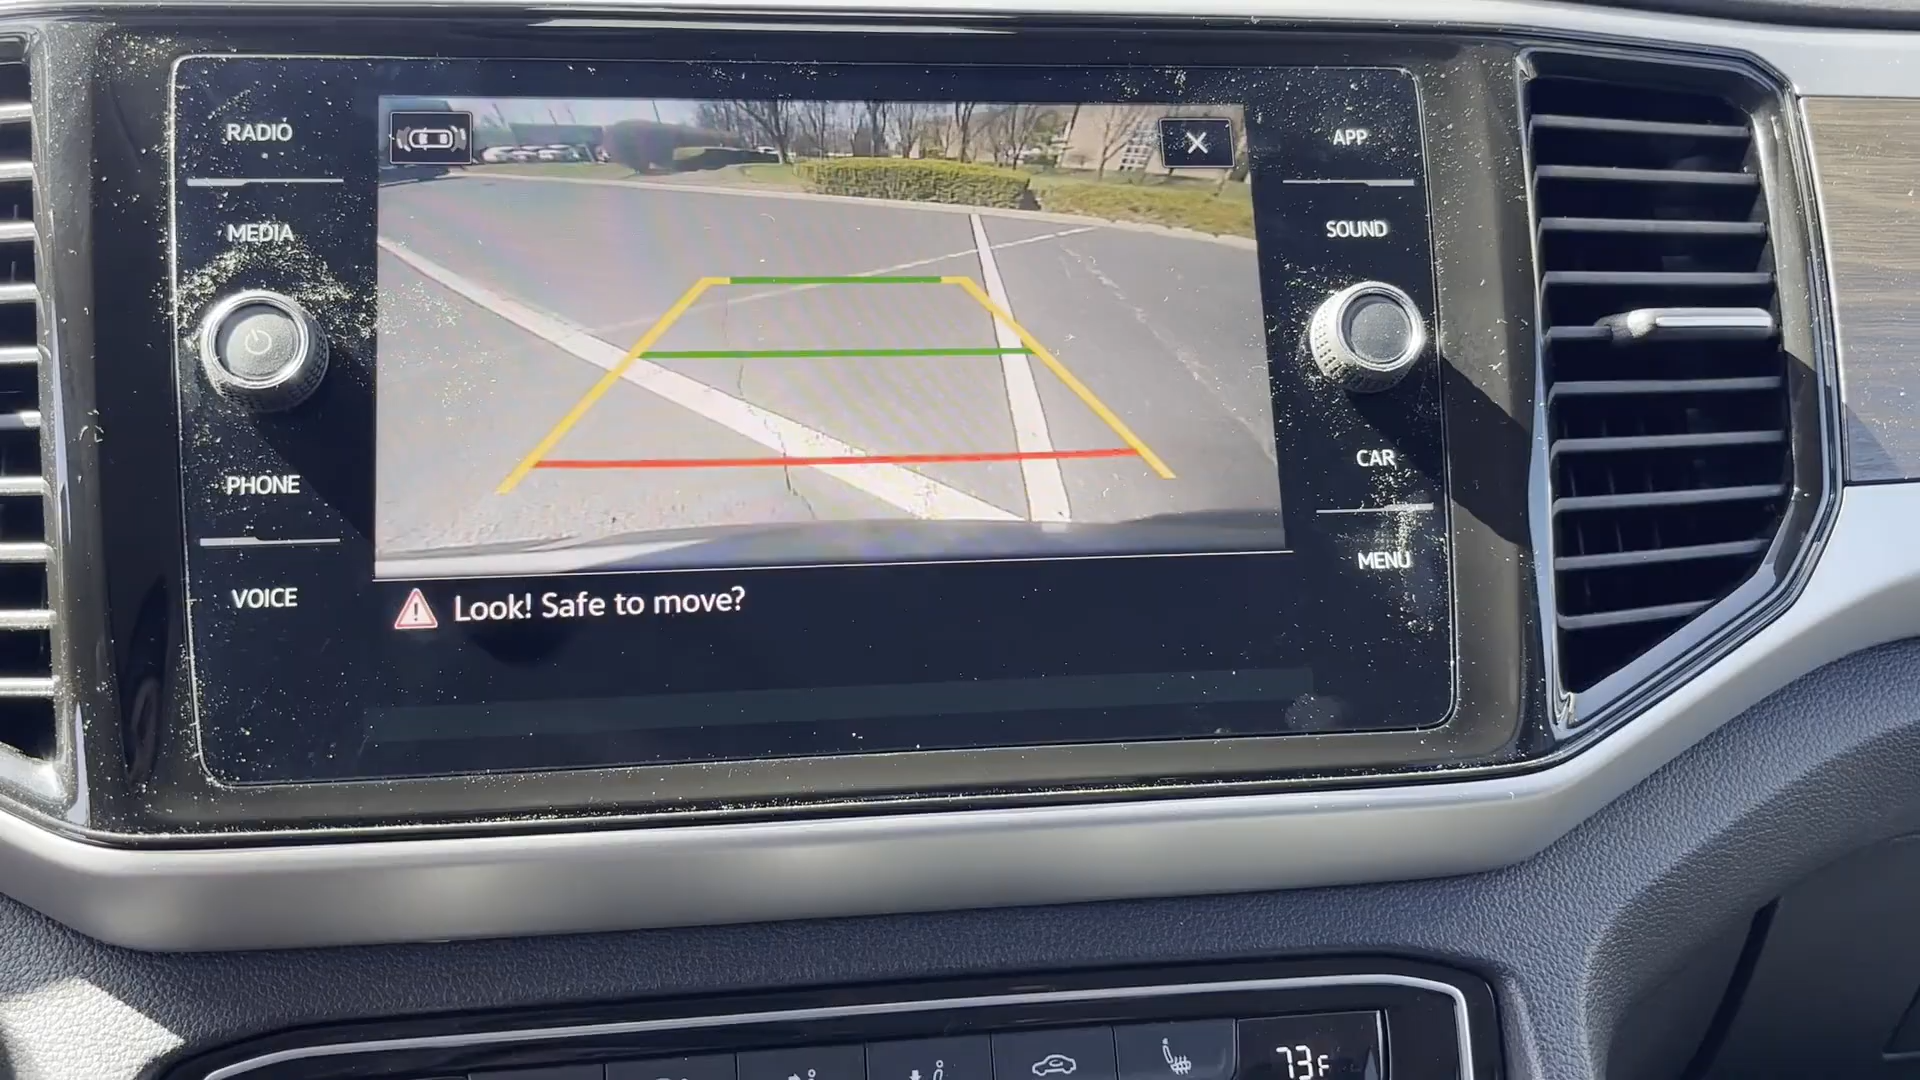 RADIO
MEDIA
PHONE
VOICE
APP
SOUND
CAR
MENU
Look! Safe to move?
73F